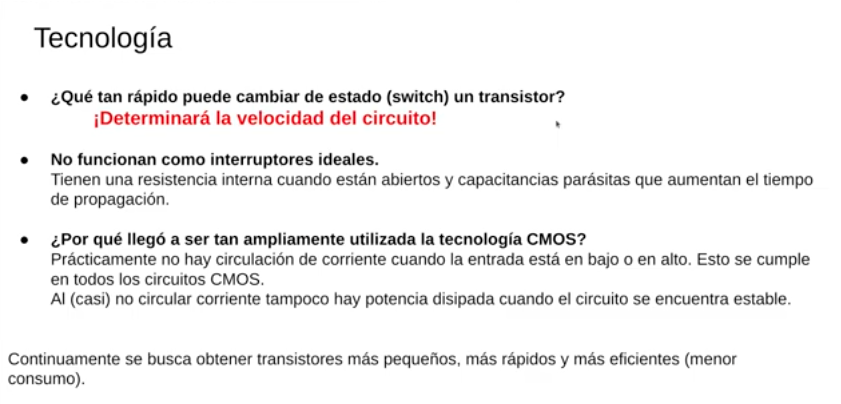 Tecnología
● ¿Qué tan rápido puede cambiar de estado (switch) un transistor?
¡Determinará la velocidad del circuito!
● No funcionan como interruptores ideales.
Tienen una resistencia interna cuando están abiertos y capacitancias parásitas que aumentan el tiempo
de propagación.
● ¿Por qué llegó a ser tan ampliamente utilizada la tecnología CMOS?
Prácticamente no hay circulación de corriente cuando la entrada está en bajo o en alto. Esto se cumple
en todos los circuitos CMOS.
Al (casi) no circular corriente tampoco hay potencia disipada cuando el circuito se encuentra estable.
Continuamente se busca obtener transistores más pequeños, más rápidos y más eficientes (menor
consumo).